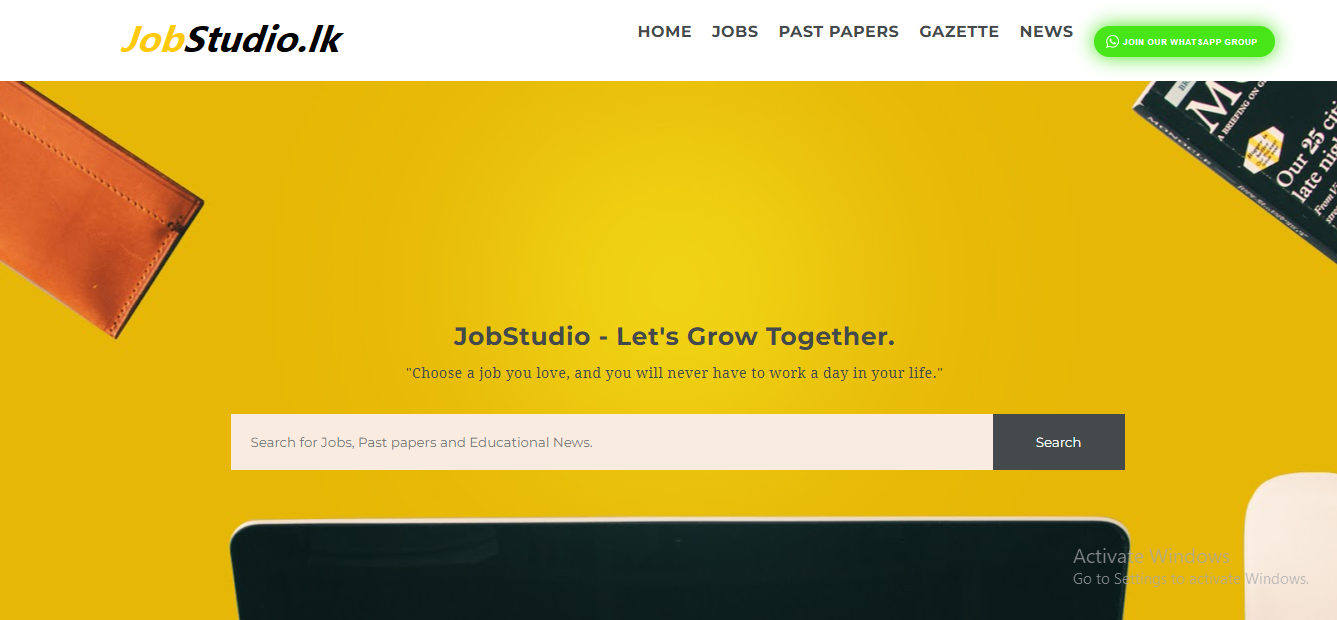 JobStudio.lk
HOME JOBS PAST PAPERS GAZETTE NEWS
JOIN OUR WHATSAPP GROUP
A BRIEFING ON
MONOCLE
Our 25
late
From
JobStudio - Let's Grow Together.
"Choose a job you love, and you will never have to work a day in your life."
Search for Jobs, Past papers and Educational News.
Search
Activate Windows
Go to Settings to activate Windows.